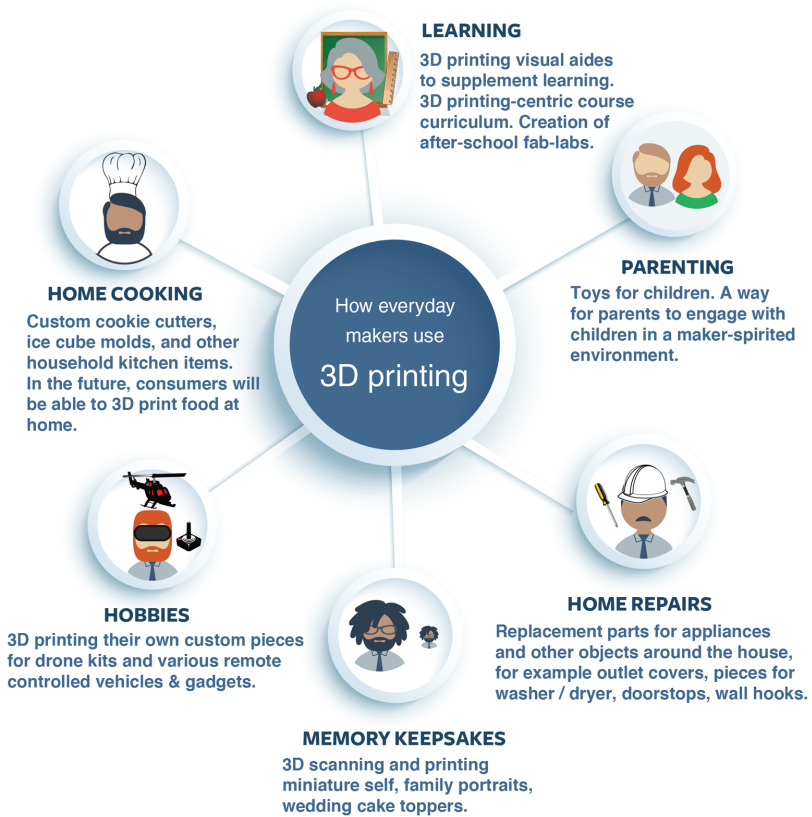 LEARNING
3D printing visual aides
to supplement learning.
3D printing-centric course
curriculum. Creation of
after-school fab-labs.
PARENTING
Toys for children. A way
for parents to engage with
children in a maker-spirited
environment.
HOME COOKING
Custom cookie cutters,
ice cube molds, and other
household kitchen items.
In the future, consumers will
be able to 3D print food at
home.
How everyday
makers use
3D printing
HOBBIES
3D printing their own custom pieces
for drone kits and various remote
controlled vehicles & gadgets.
HOME REPAIRS
Replacement parts for appliances
and other objects around the house,
for example outlet covers, pieces for
washer / dryer, doorstops, wall hooks.
MEMORY KEEPSAKES
3D scanning and printing
miniature self, family portraits,
wedding cake toppers.